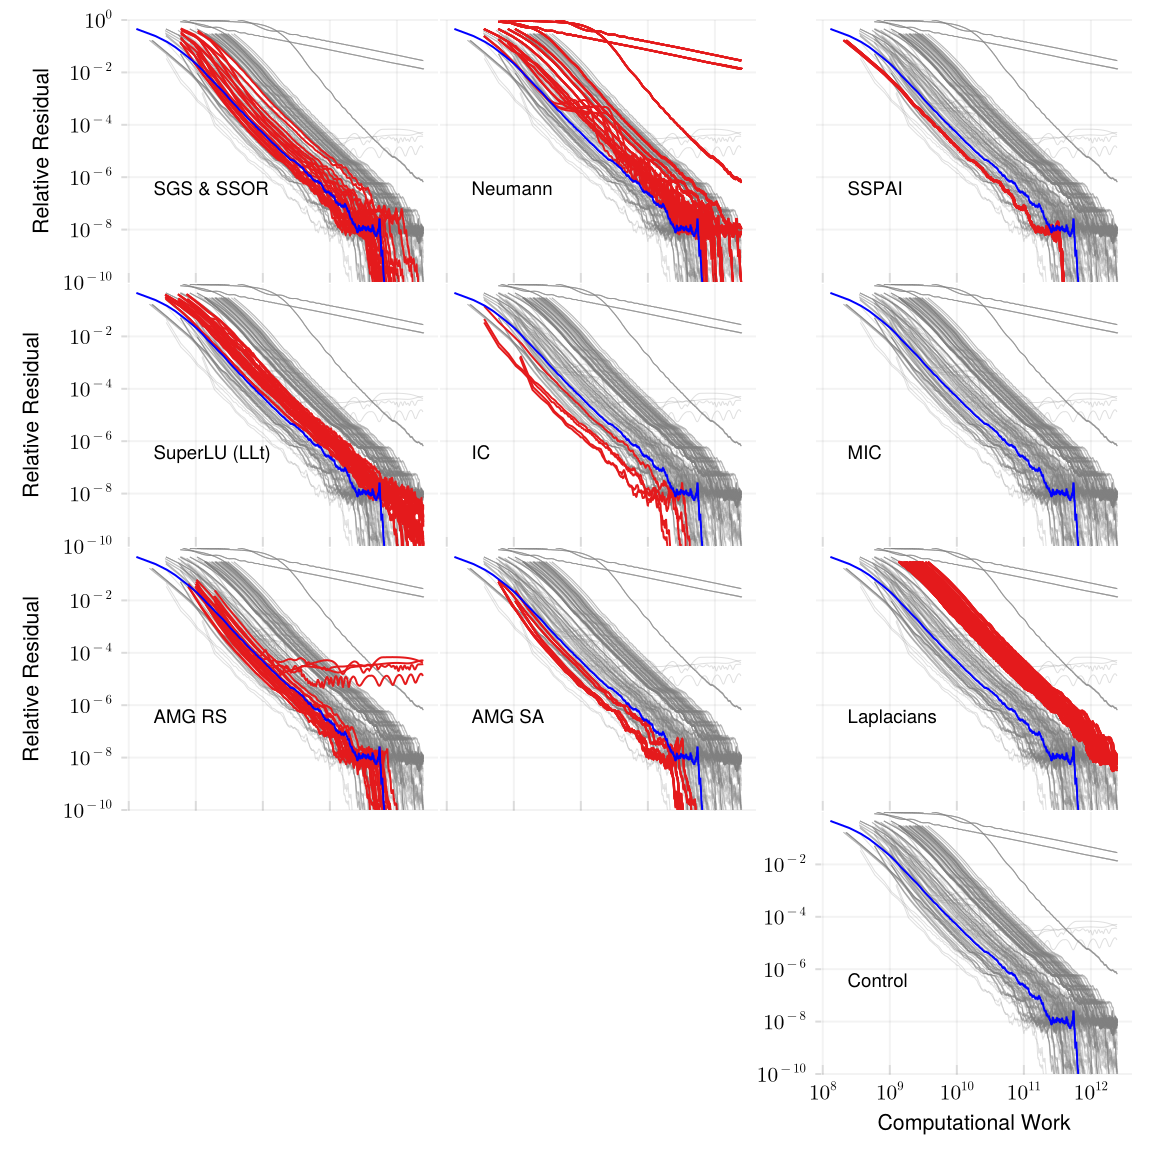 10^0
10^−2
10^−4
10^−6
10^−8
10^−10
Relative Residual
SGS & SSOR
Neumann
SSPAI
10^−2
10^−4
10^−6
10^−8
10^−10
Relative Residual
SuperLU (LLt)
IC
MIC
10^−2
10^−4
10^−6
10^−8
10^−10
Relative Residual
AMG RS
AMG SA
Laplacians
10^−2
10^−4
10^−6
10^−8
10^−10
Control
10^8 10^9 10^10 10^11 10^12
Computational Work